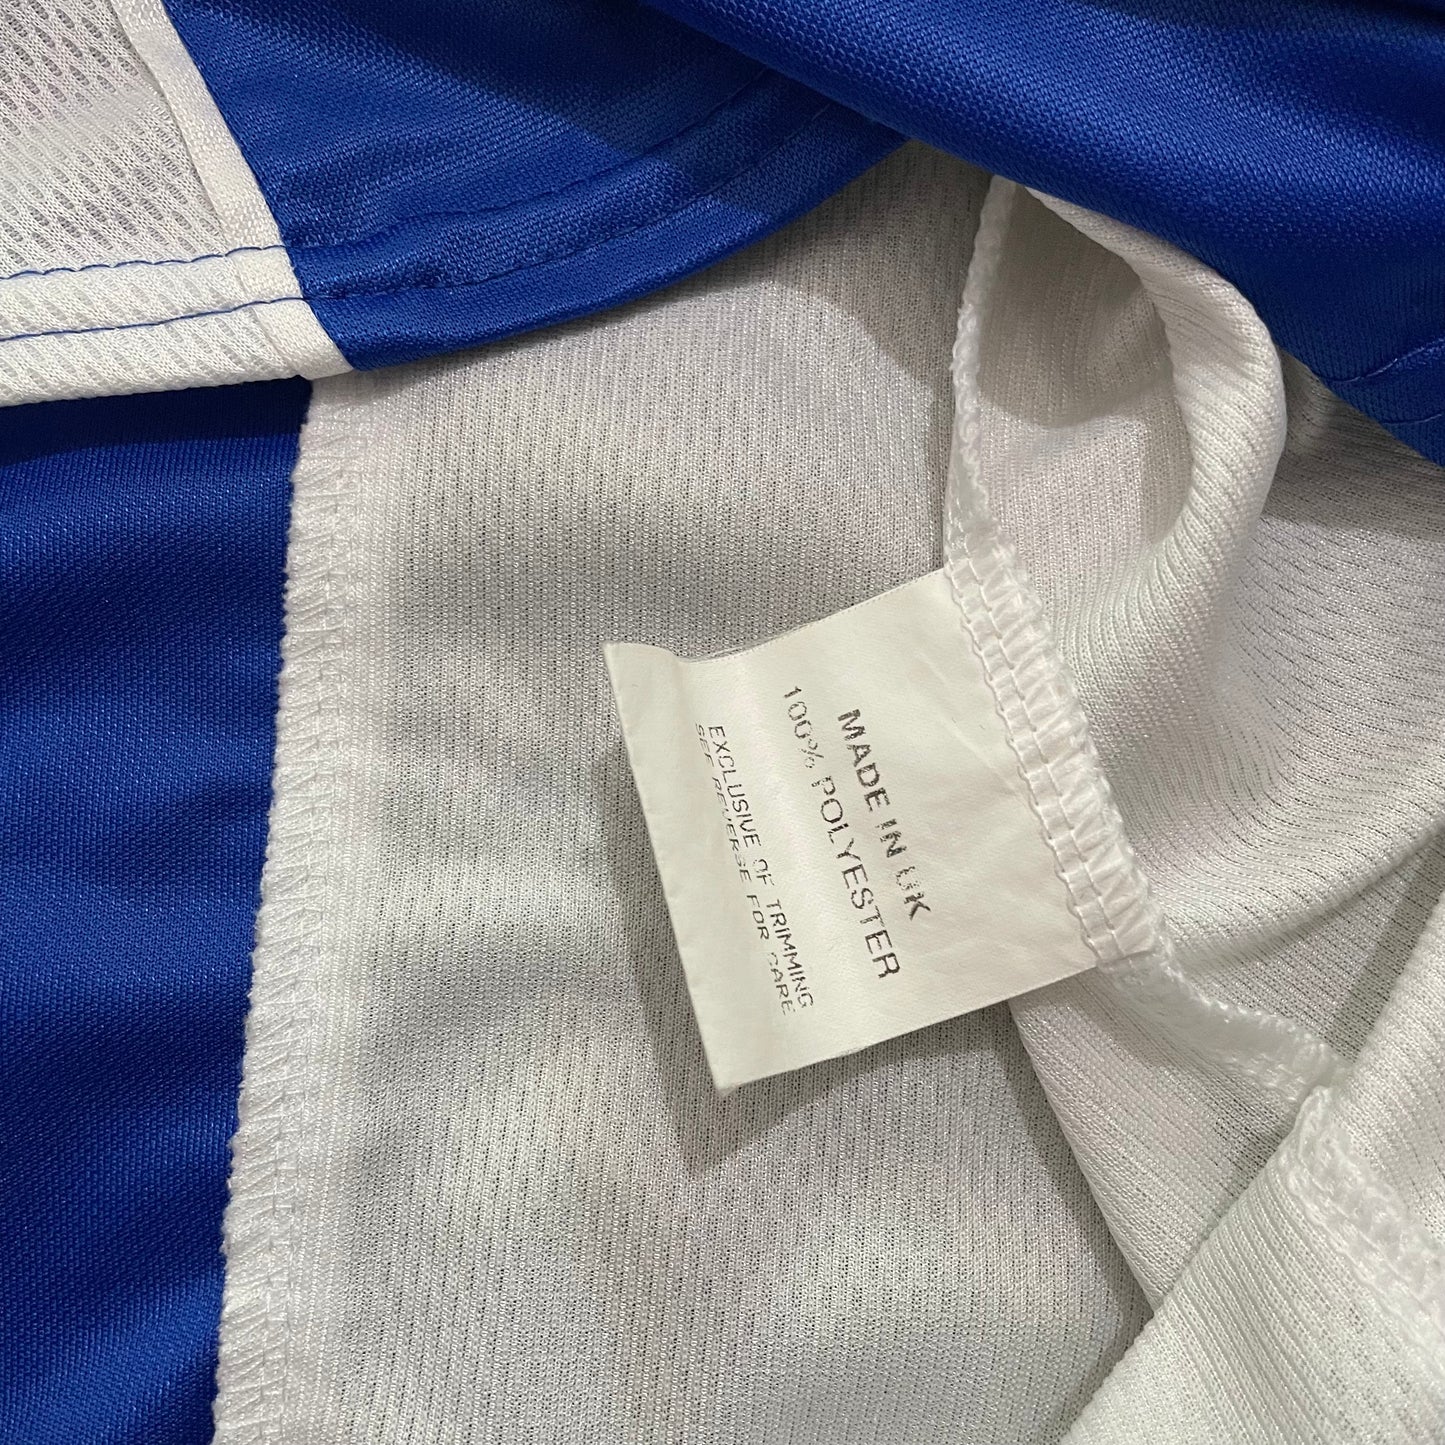 MADE IN UK
100% POLYESTER
EXCLUSIVE OF TRIMMING
SEE REVERSE FOR CARE